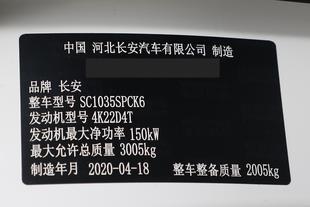 中国 河北长安汽车有限公司 制造
品牌 长安
整车型号 SC1035SPCK6
发动机型号 4K22D4T
发动机最大净功率 150kW
最大允许总质量 3005kg
制造年月 2020-04-18 整车整备质量 2005kg